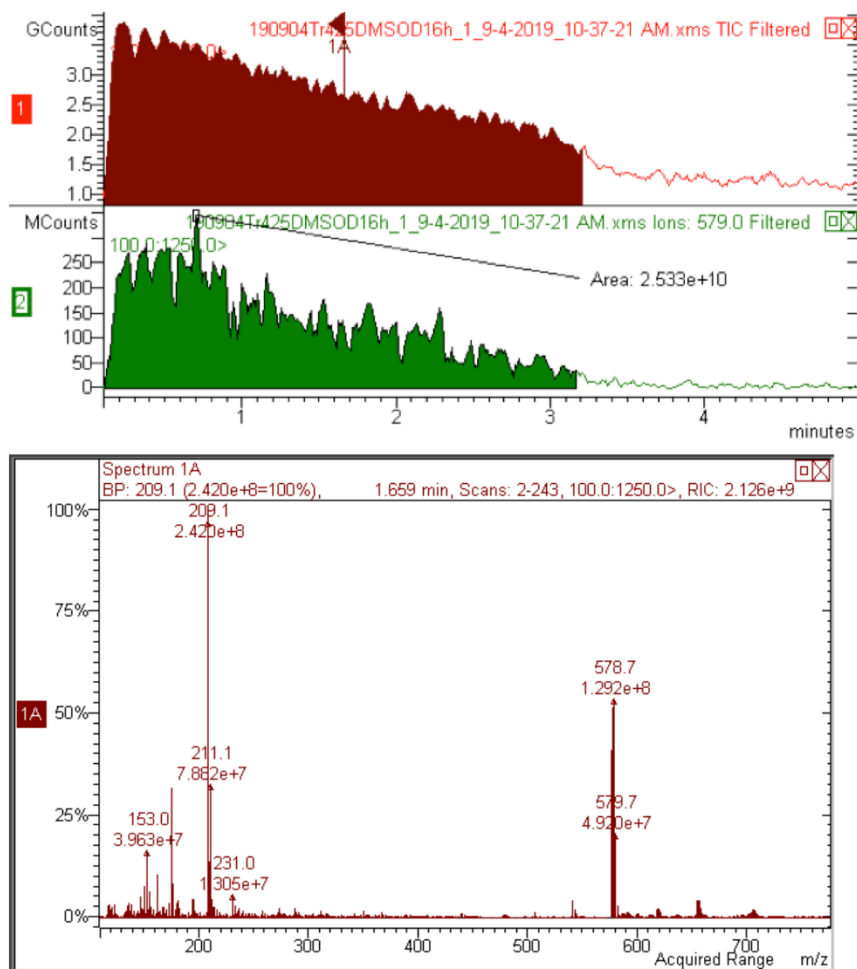 GCounts
190904Tr425DMSOD16h_1_9-4-2019_10-37-21 AM.xms TIC Filtered
1A
3.0
2.5
2.0
1.5
1.0
1
MCounts
190904Tr425DMSOD16h_1_9-4-2019_10-37-21 AM.xms Ions: 579.0 Filtered
100.0:1250.0>
250
200
150
100
50
0
2
Area: 2.533e+10
1
2
3
4
minutes
Spectrum 1A
BP: 209.1 (2.420e+8=100%), 1.659 min, Scans: 2-243, 100.0:1250.0>, RIC: 2.126e+9
100%
75%
50%
25%
0%
1A
209.1
2.420e+8
578.7
1.292e+8
211.1
7.882e+7
579.7
4.920e+7
153.0
3.963e+7
231.0
1.305e+7
200
300
400
500
600
700
Acquired Range m/z